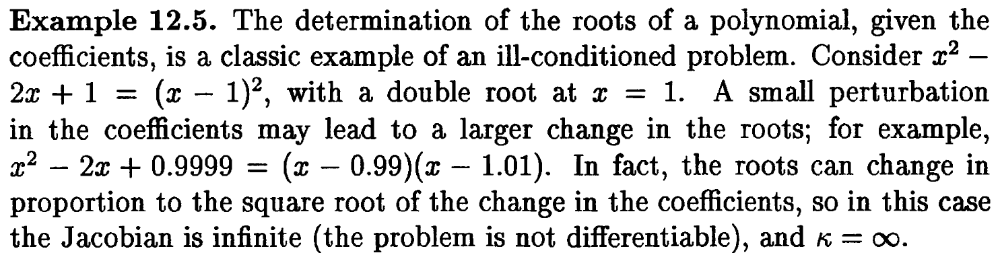 Example 12.5. The determination of the roots of a polynomial, given the
coefficients, is a classic example of an ill-conditioned problem. Consider x² −
2x + 1 = (x − 1)², with a double root at x = 1. A small perturbation
in the coefficients may lead to a larger change in the roots; for example,
x² − 2x + 0.9999 = (x − 0.99)(x − 1.01). In fact, the roots can change in
proportion to the square root of the change in the coefficients, so in this case
the Jacobian is infinite (the problem is not differentiable), and κ = ∞.